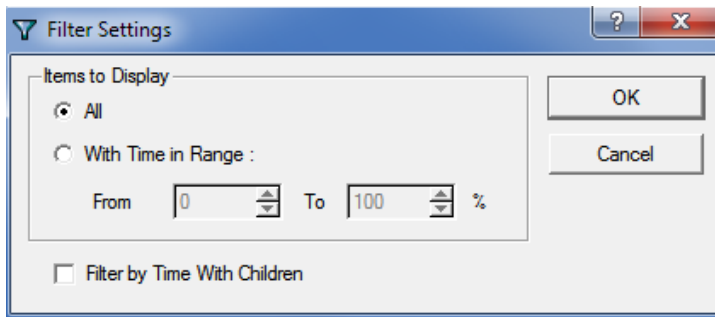 Filter Settings
?
X
Items to Display
All
OK
With Time in Range :
Cancel
From 0 To 100 %
Filter by Time With Children